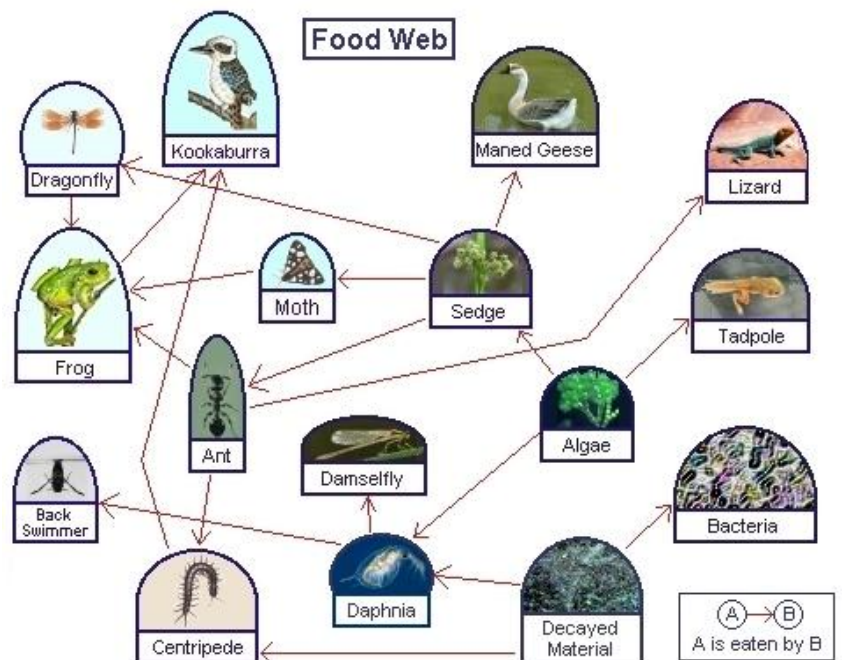 Food Web
Kookaburra
Maned Geese
Dragonfly
Lizard
Moth
Sedge
Tadpole
Frog
Ant
Algae
Damselfly
Back
Swimmer
Bacteria
Daphnia
Centripede
Decayed
Material
A B
A is eaten by B